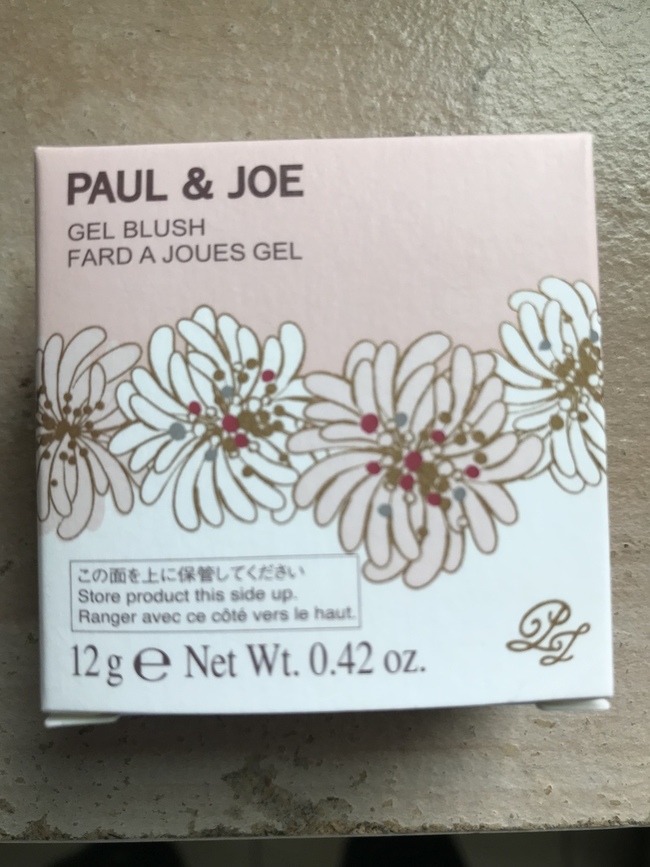 PAUL & JOE
GEL BLUSH
FARD A JOUES GEL
この面を上に保管してください
Store product this side up.
Ranger avec ce côté vers le haut.
12 g ℮ Net Wt. 0.42 oz.
PJ